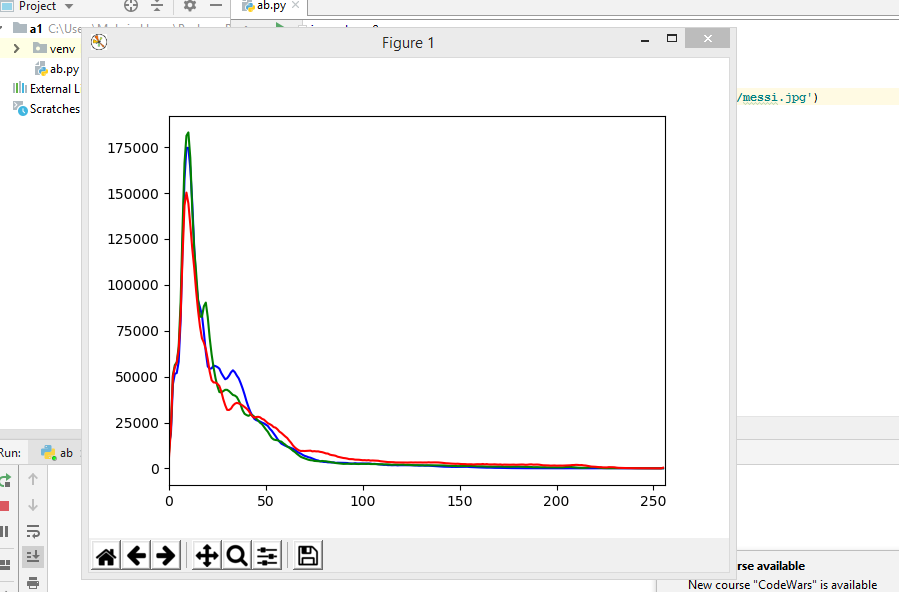 Project
ab.py
a1 C:\Use
venv
ab.py
External L
Scratches
Figure 1
/messi.jpg')
175000
150000
125000
100000
75000
50000
25000
0
0 50 100 150 200 250
Run: ab
rse available
New course "CodeWars" is available